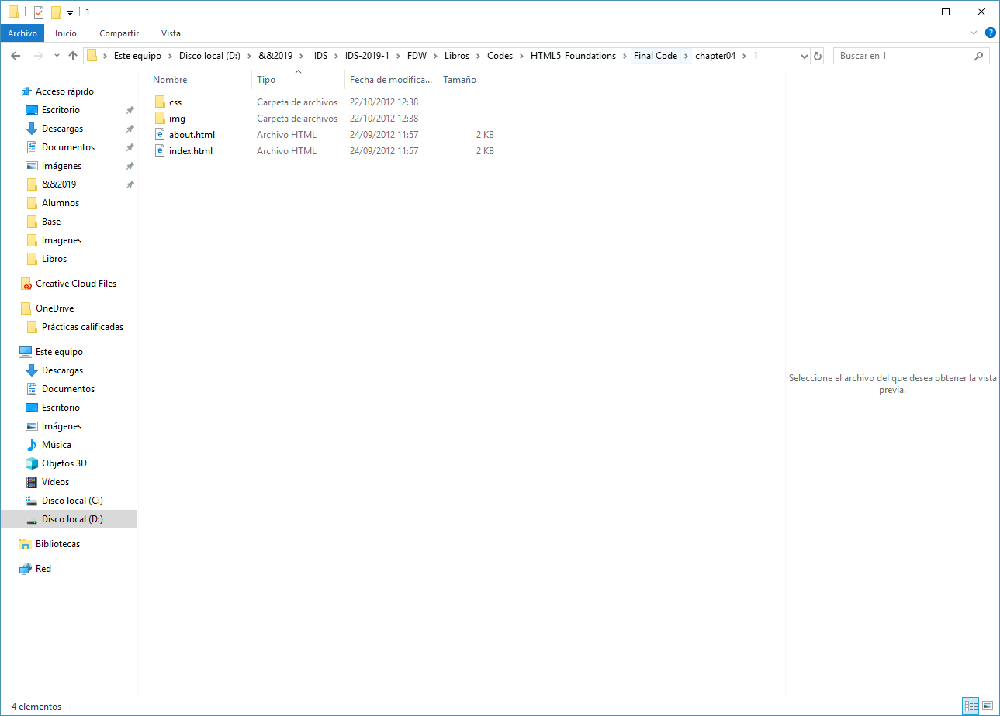 1
Archivo Inicio Compartir Vista
Este equipo Disco local (D:) &&2019 _IDS IDS-2019-1 FDW Libros Codes HTML5_Foundations Final Code chapter04 1 Buscar en 1
Nombre Tipo Fecha de modifica... Tamaño
css Carpeta de archivos 22/10/2012 12:38
img Carpeta de archivos 22/10/2012 12:38
about.html Archivo HTML 24/09/2012 11:57 2 KB
index.html Archivo HTML 24/09/2012 11:57 2 KB
Acceso rápido
Escritorio
Descargas
Documentos
Imágenes
&&2019
Alumnos
Base
Imagenes
Libros
Creative Cloud Files
OneDrive
Prácticas calificadas
Este equipo
Descargas
Documentos
Escritorio
Imágenes
Música
Objetos 3D
Vídeos
Disco local (C:)
Disco local (D:)
Bibliotecas
Red
Seleccione el archivo del que desea obtener la vista
previa.
4 elementos